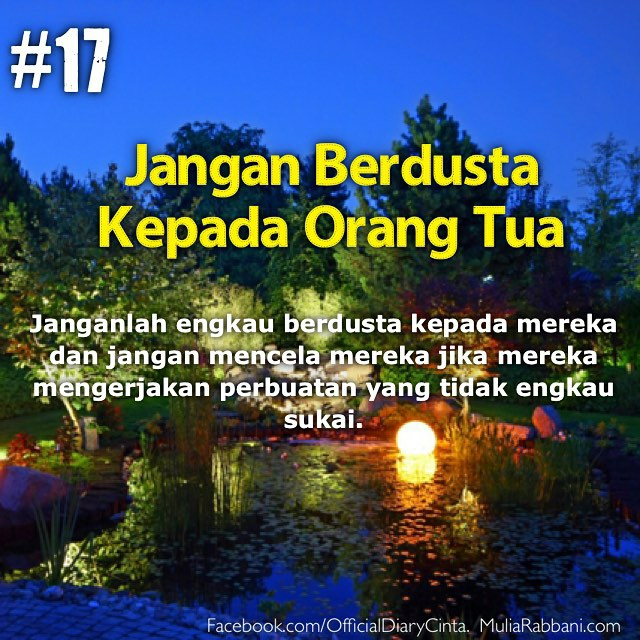 #17
Jangan Berdusta
Kepada Orang Tua
Janganlah engkau berdusta kepada mereka
dan jangan mencela mereka jika mereka
mengerjakan perbuatan yang tidak engkau
sukai.
Facebook.com/OfficialDiaryCinta. MuliaRabbani.com